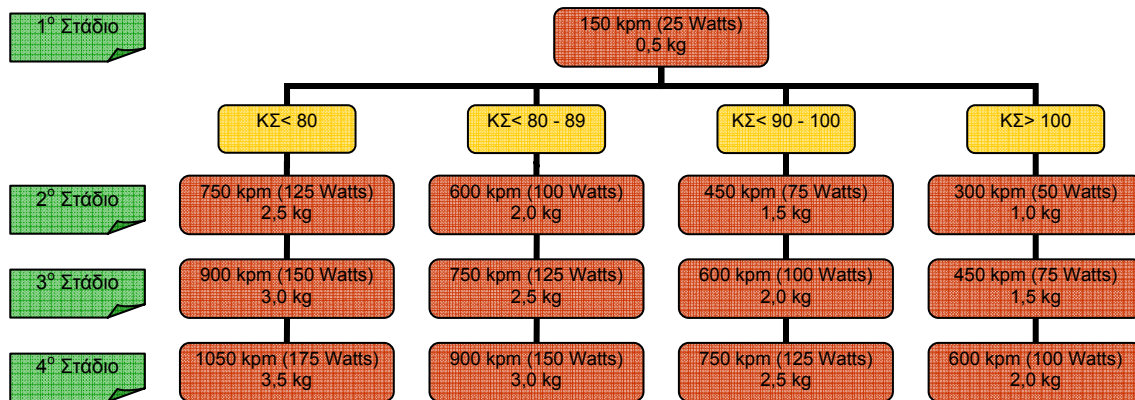 1ο Στάδιο
150 kpm (25 Watts)
0,5 kg
ΚΣ< 80
ΚΣ< 80 - 89
ΚΣ< 90 - 100
ΚΣ> 100
2ο Στάδιο
750 kpm (125 Watts)
2,5 kg
600 kpm (100 Watts)
2,0 kg
450 kpm (75 Watts)
1,5 kg
300 kpm (50 Watts)
1,0 kg
3ο Στάδιο
900 kpm (150 Watts)
3,0 kg
750 kpm (125 Watts)
2,5 kg
600 kpm (100 Watts)
2,0 kg
450 kpm (75 Watts)
1,5 kg
4ο Στάδιο
1050 kpm (175 Watts)
3,5 kg
900 kpm (150 Watts)
3,0 kg
750 kpm (125 Watts)
2,5 kg
600 kpm (100 Watts)
2,0 kg